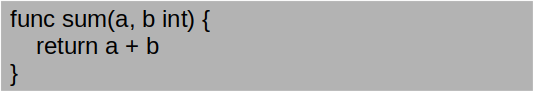 func sum(a, b int) {
    return a + b
}